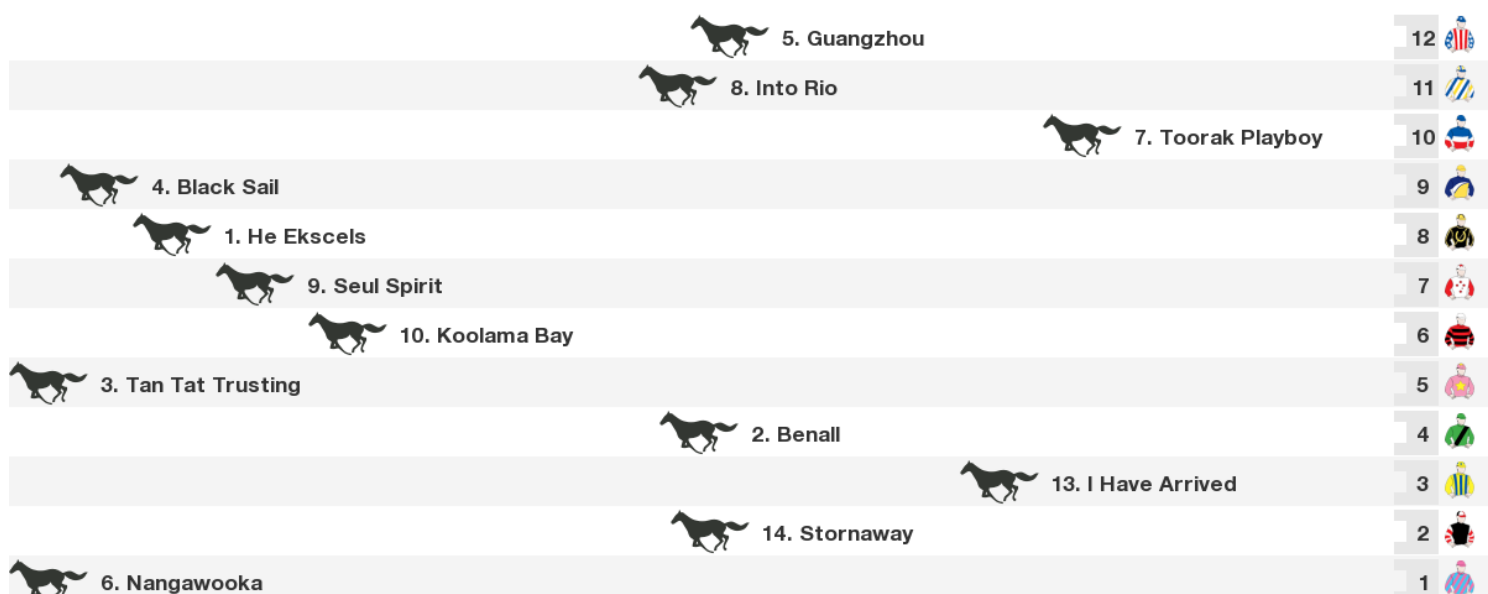 5. Guangzhou 12
8. Into Rio 11
7. Toorak Playboy 10
4. Black Sail 9
1. He Ekscels 8
9. Seul Spirit 7
10. Koolama Bay 6
3. Tan Tat Trusting 5
2. Benall 4
13. I Have Arrived 3
14. Stornaway 2
6. Nangawooka 1